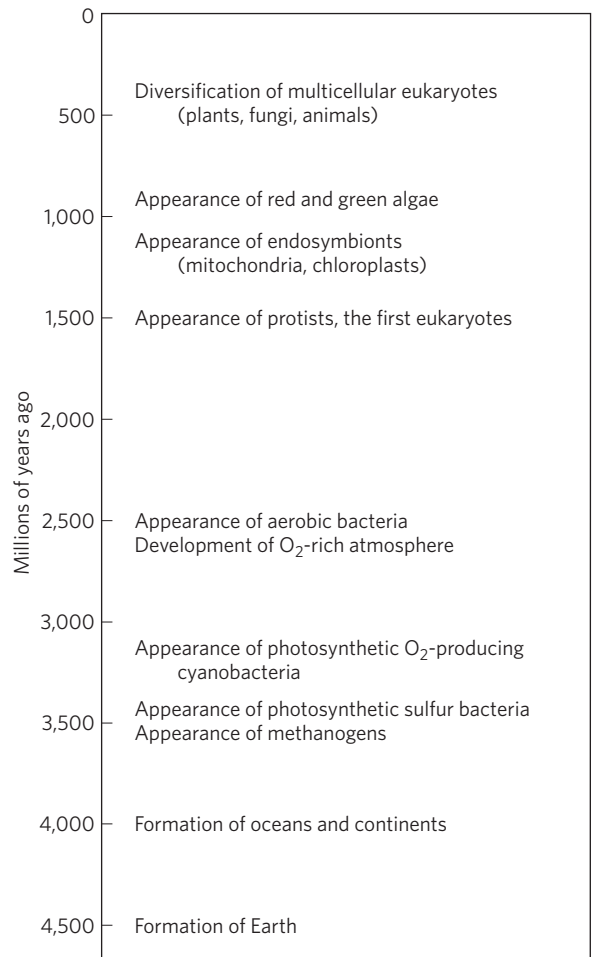 0
Diversification of multicellular eukaryotes
(plants, fungi, animals)
500
Appearance of red and green algae
1,000
Appearance of endosymbionts
(mitochondria, chloroplasts)
1,500
Appearance of protists, the first eukaryotes
Millions of years ago
2,000
2,500
Appearance of aerobic bacteria
Development of O₂-rich atmosphere
3,000
Appearance of photosynthetic O₂-producing
cyanobacteria
Appearance of photosynthetic sulfur bacteria
3,500
Appearance of methanogens
4,000
Formation of oceans and continents
4,500
Formation of Earth